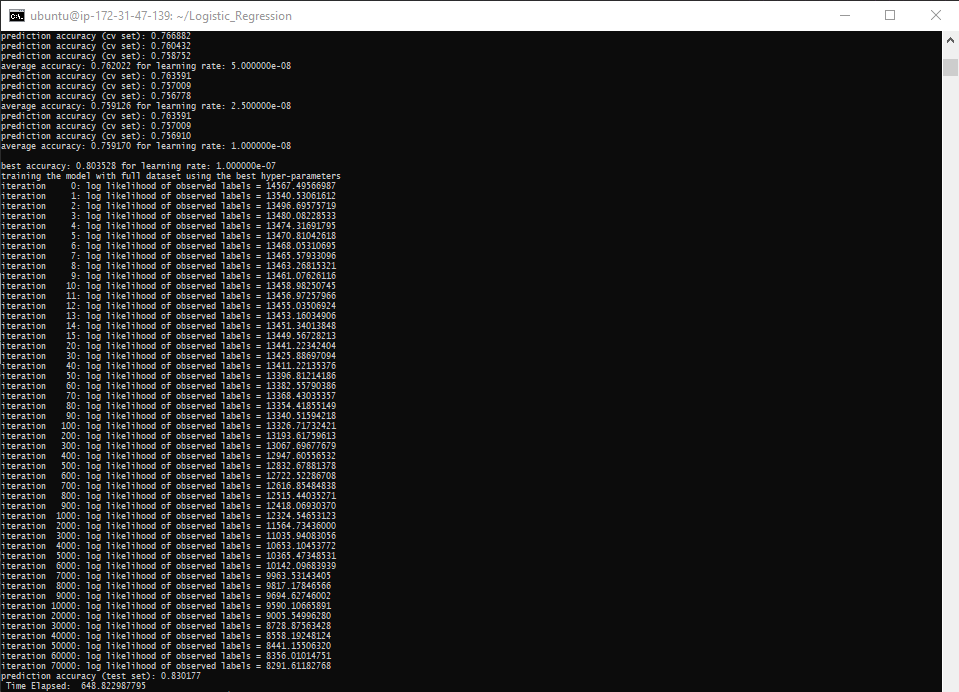 ubuntu@ip-172-31-47-139: ~/Logistic_Regression
prediction accuracy (cv set): 0.766882
prediction accuracy (cv set): 0.760432
prediction accuracy (cv set): 0.758752
average accuracy: 0.762022 for learning rate: 5.000000e-08
prediction accuracy (cv set): 0.763591
prediction accuracy (cv set): 0.757009
prediction accuracy (cv set): 0.756778
average accuracy: 0.759126 for learning rate: 2.500000e-08
prediction accuracy (cv set): 0.763591
prediction accuracy (cv set): 0.757009
prediction accuracy (cv set): 0.756910
average accuracy: 0.759170 for learning rate: 1.000000e-08
best accuracy: 0.803528 for learning rate: 1.000000e-07
training the model with full dataset using the best hyper-parameters
iteration     0: log likelihood of observed labels = 14567.49566987
iteration     1: log likelihood of observed labels = 13540.53061612
iteration     2: log likelihood of observed labels = 13496.69575719
iteration     3: log likelihood of observed labels = 13480.08228533
iteration     4: log likelihood of observed labels = 13474.31691795
iteration     5: log likelihood of observed labels = 13470.81042618
iteration     6: log likelihood of observed labels = 13468.05310695
iteration     7: log likelihood of observed labels = 13465.57933096
iteration     8: log likelihood of observed labels = 13463.26815321
iteration     9: log likelihood of observed labels = 13461.07626116
iteration    10: log likelihood of observed labels = 13458.98250745
iteration    11: log likelihood of observed labels = 13456.97257966
iteration    12: log likelihood of observed labels = 13455.03506924
iteration    13: log likelihood of observed labels = 13453.16034906
iteration    14: log likelihood of observed labels = 13451.34013848
iteration    15: log likelihood of observed labels = 13449.56728213
iteration    20: log likelihood of observed labels = 13441.22342404
iteration    30: log likelihood of observed labels = 13425.88697094
iteration    40: log likelihood of observed labels = 13411.22135376
iteration    50: log likelihood of observed labels = 13396.81214186
iteration    60: log likelihood of observed labels = 13382.55790386
iteration    70: log likelihood of observed labels = 13368.43035357
iteration    80: log likelihood of observed labels = 13354.41855149
iteration    90: log likelihood of observed labels = 13340.51594218
iteration   100: log likelihood of observed labels = 13326.71732421
iteration   200: log likelihood of observed labels = 13193.61759613
iteration   300: log likelihood of observed labels = 13067.69677679
iteration   400: log likelihood of observed labels = 12947.60556532
iteration   500: log likelihood of observed labels = 12832.67881378
iteration   600: log likelihood of observed labels = 12722.52286708
iteration   700: log likelihood of observed labels = 12616.85484838
iteration   800: log likelihood of observed labels = 12515.44035271
iteration   900: log likelihood of observed labels = 12418.06930370
iteration  1000: log likelihood of observed labels = 12324.54653123
iteration  2000: log likelihood of observed labels = 11564.73436000
iteration  3000: log likelihood of observed labels = 11035.94083056
iteration  4000: log likelihood of observed labels = 10653.10453772
iteration  5000: log likelihood of observed labels = 10365.47348531
iteration  6000: log likelihood of observed labels = 10142.09683939
iteration  7000: log likelihood of observed labels = 9963.53143405
iteration  8000: log likelihood of observed labels = 9817.17846566
iteration  9000: log likelihood of observed labels = 9694.62746002
iteration 10000: log likelihood of observed labels = 9590.10665891
iteration 20000: log likelihood of observed labels = 9005.54996280
iteration 30000: log likelihood of observed labels = 8728.87563428
iteration 40000: log likelihood of observed labels = 8558.19248124
iteration 50000: log likelihood of observed labels = 8441.15506320
iteration 60000: log likelihood of observed labels = 8356.01014751
iteration 70000: log likelihood of observed labels = 8291.61182768
prediction accuracy (test set): 0.830177
Time Elapsed:  648.822987795